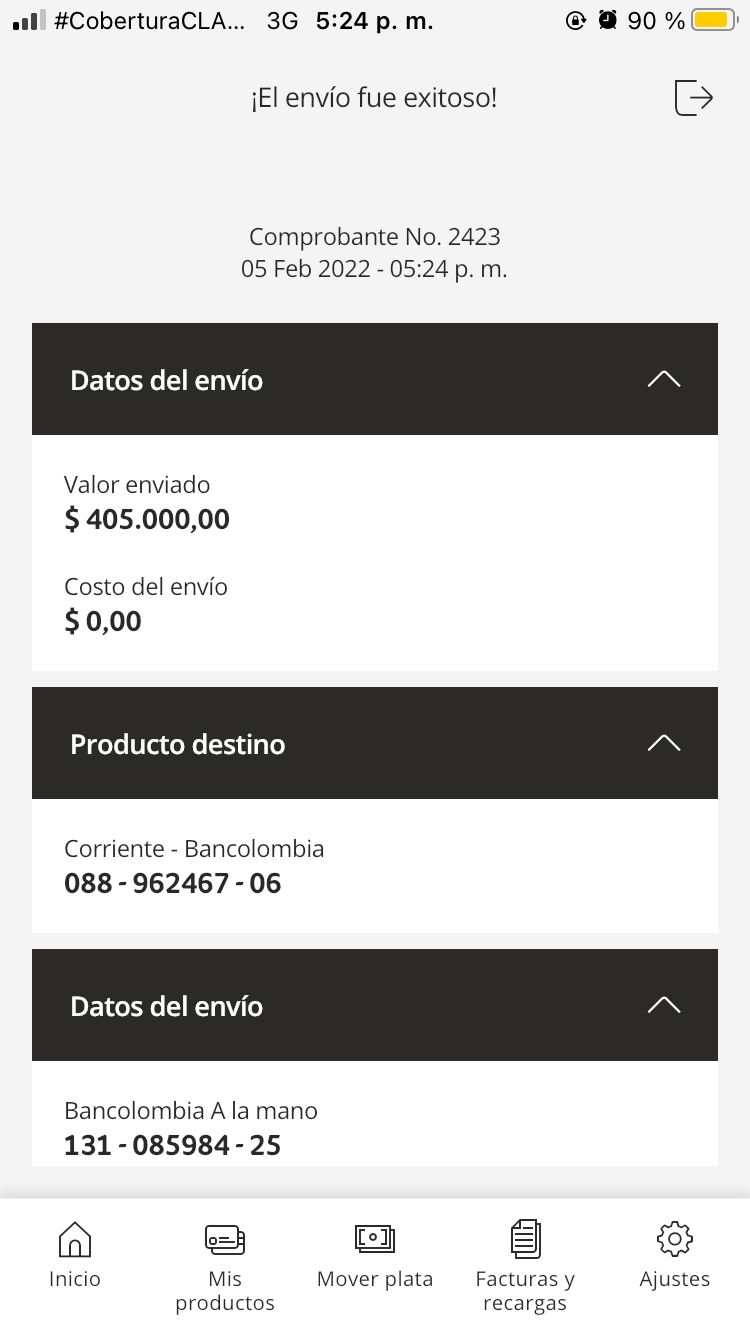 #CoberturaCLA... 3G 5:24 p. m. 90 %
¡El envío fue exitoso!
Comprobante No. 2423
05 Feb 2022 - 05:24 p. m.
Datos del envío
Valor enviado
$ 405.000,00
Costo del envío
$ 0,00
Producto destino
Corriente - Bancolombia
088 - 962467 - 06
Datos del envío
Bancolombia A la mano
131 - 085984 - 25
Inicio
Mis
productos
Mover plata
Facturas y
recargas
Ajustes